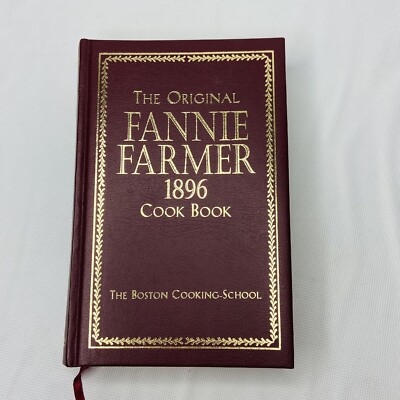 The Original
FANNIE
FARMER
1896
Cook Book
The Boston Cooking-School